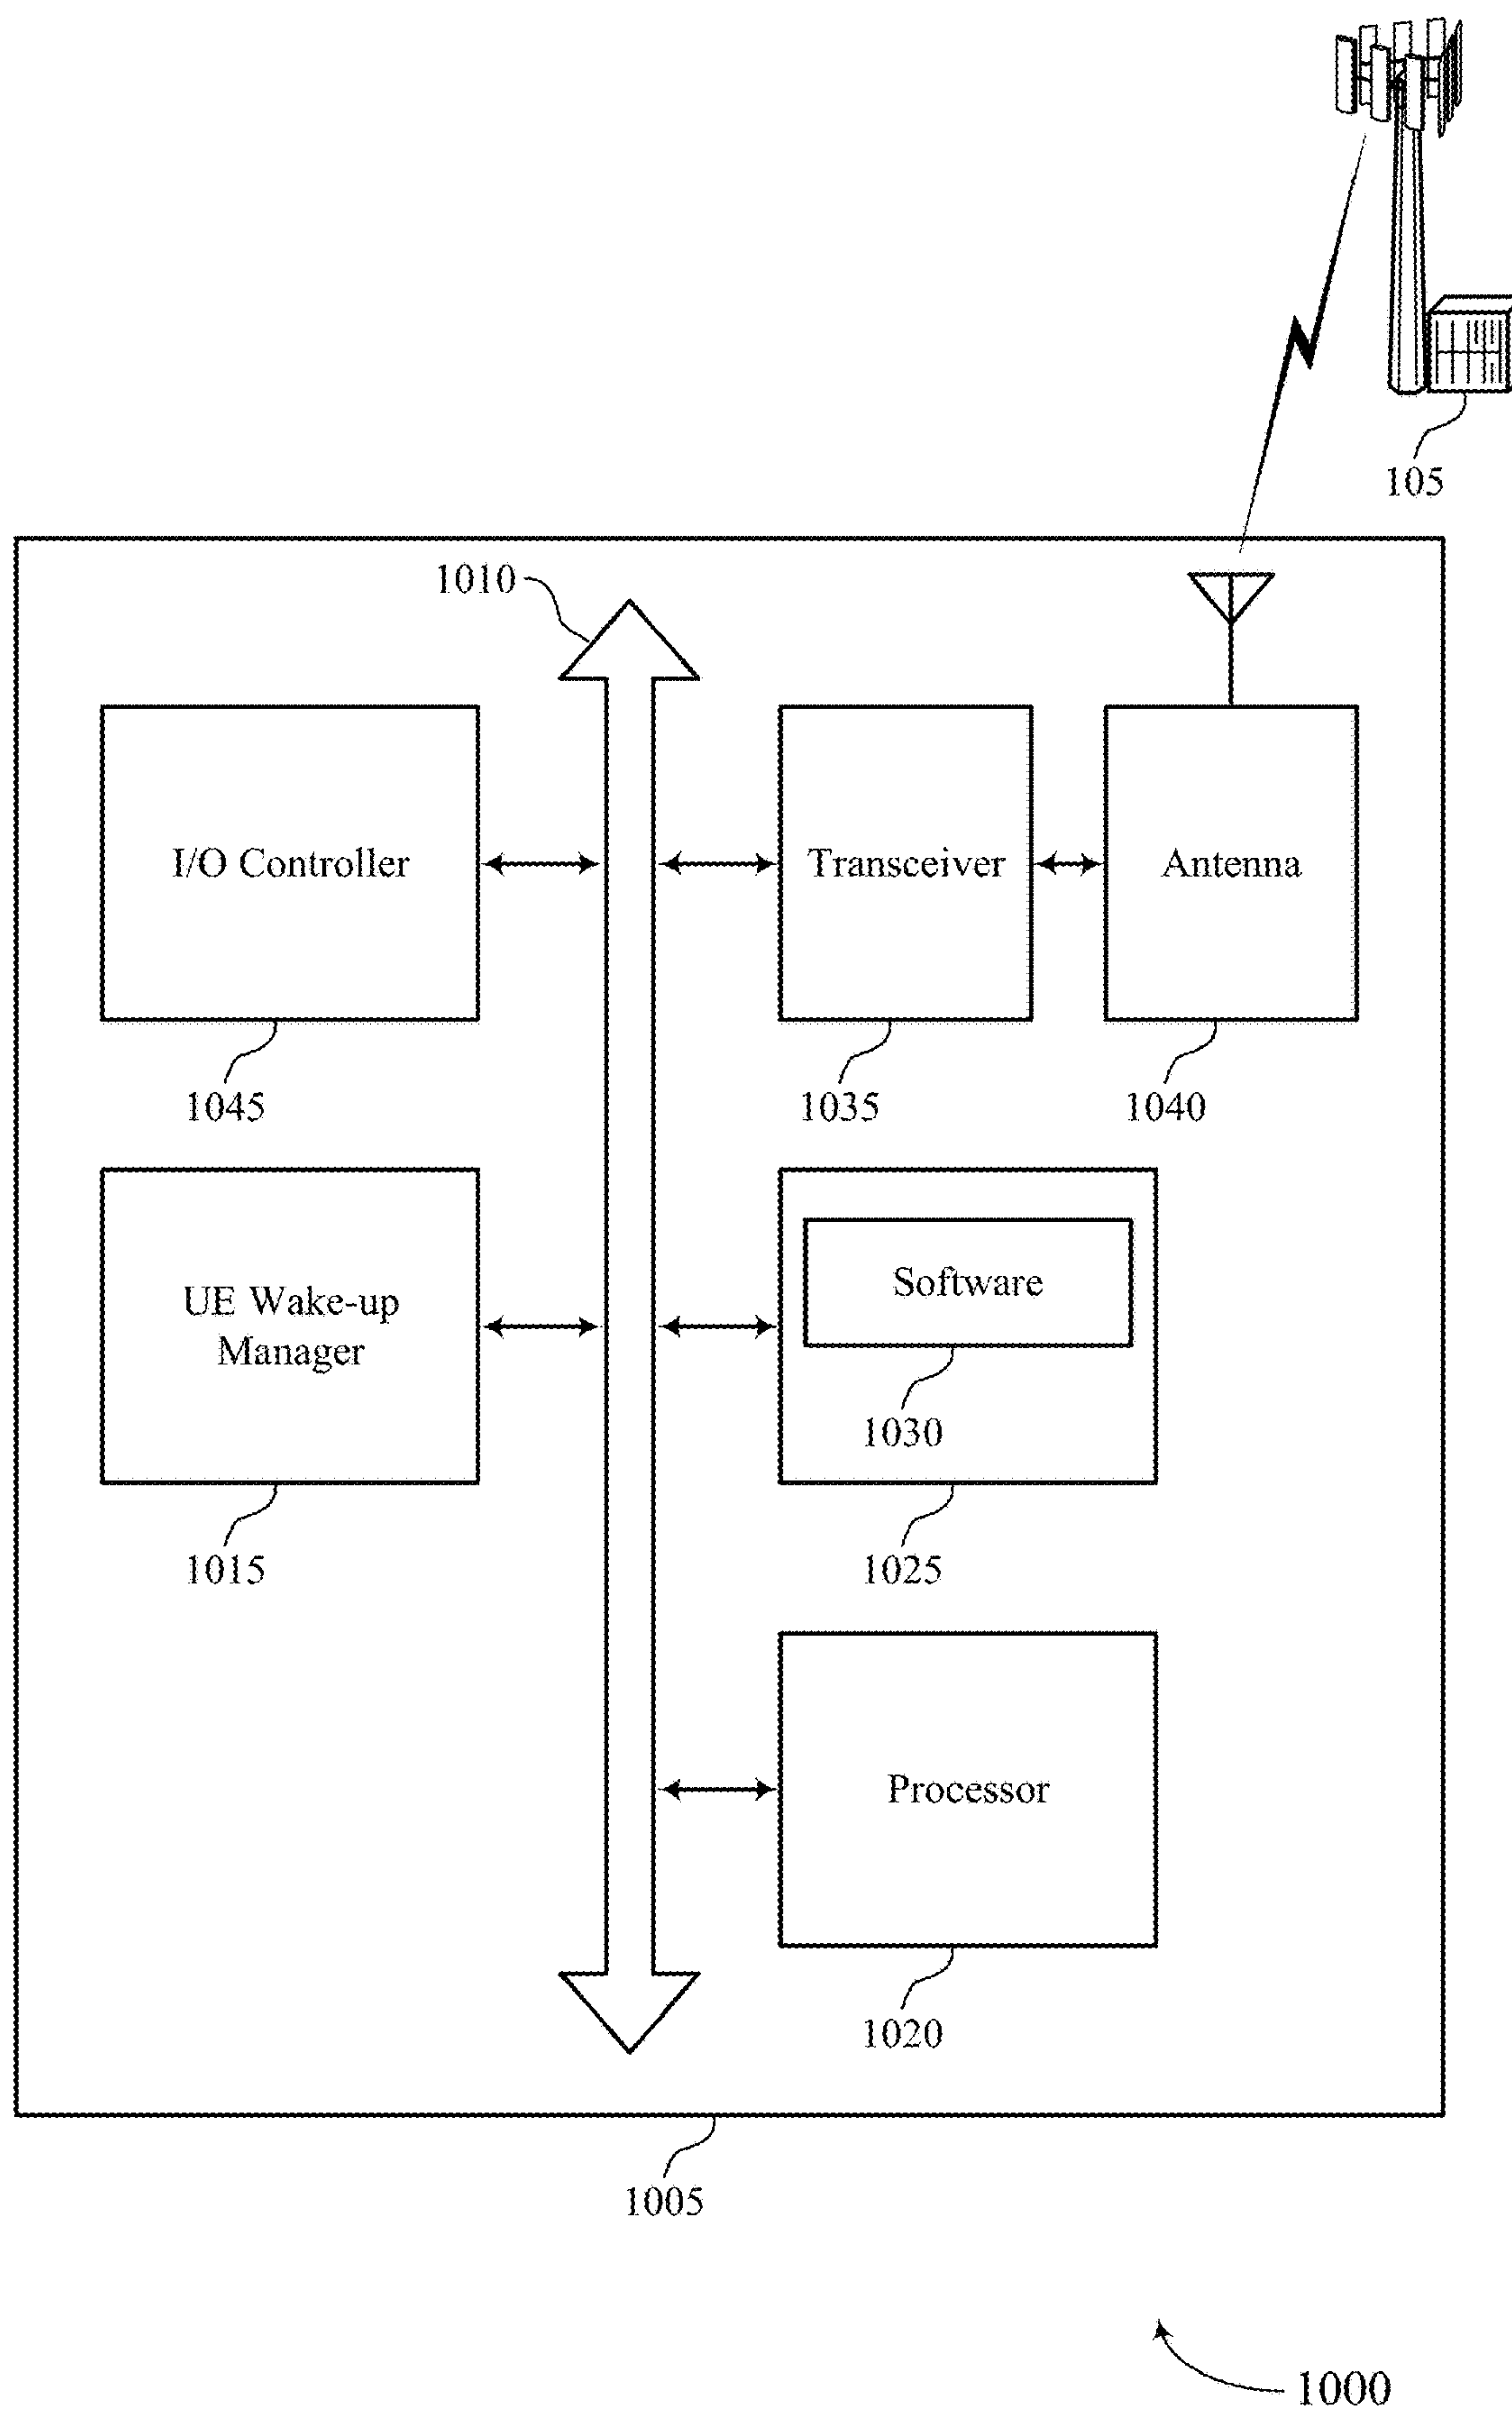 105
1010
I/O Controller
Transceiver
Antenna
1045
1035
1040
UE Wake-up
Manager
Software
1030
1015
1025
Processor
1020
1005
1000